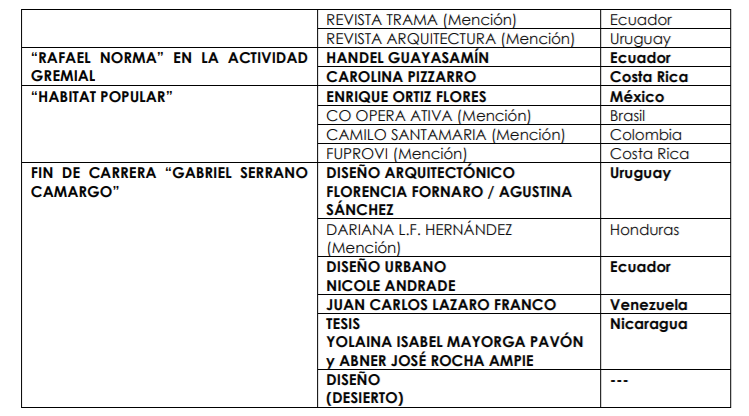 REVISTA TRAMA (Mención) Ecuador
REVISTA ARQUITECTURA (Mención) Uruguay
“RAFAEL NORMA” EN LA ACTIVIDAD HANDEL GUAYASAMÍN Ecuador
GREMIAL CAROLINA PIZZARRO Costa Rica
“HABITAT POPULAR” ENRIQUE ORTIZ FLORES México
CO OPERA ATIVA (Mención) Brasil
CAMILO SANTAMARIA (Mención) Colombia
FUPROVI (Mención) Costa Rica
FIN DE CARRERA “GABRIEL SERRANO DISEÑO ARQUITECTÓNICO Uruguay
CAMARGO” FLORENCIA FORNARO / AGUSTINA
SÁNCHEZ
DARIANA L.F. HERNÁNDEZ Honduras
(Mención)
DISEÑO URBANO Ecuador
NICOLE ANDRADE
JUAN CARLOS LAZARO FRANCO Venezuela
TESIS Nicaragua
YOLAINA ISABEL MAYORGA PAVÓN
y ABNER JOSÉ ROCHA AMPIE
DISEÑO ---
(DESIERTO)